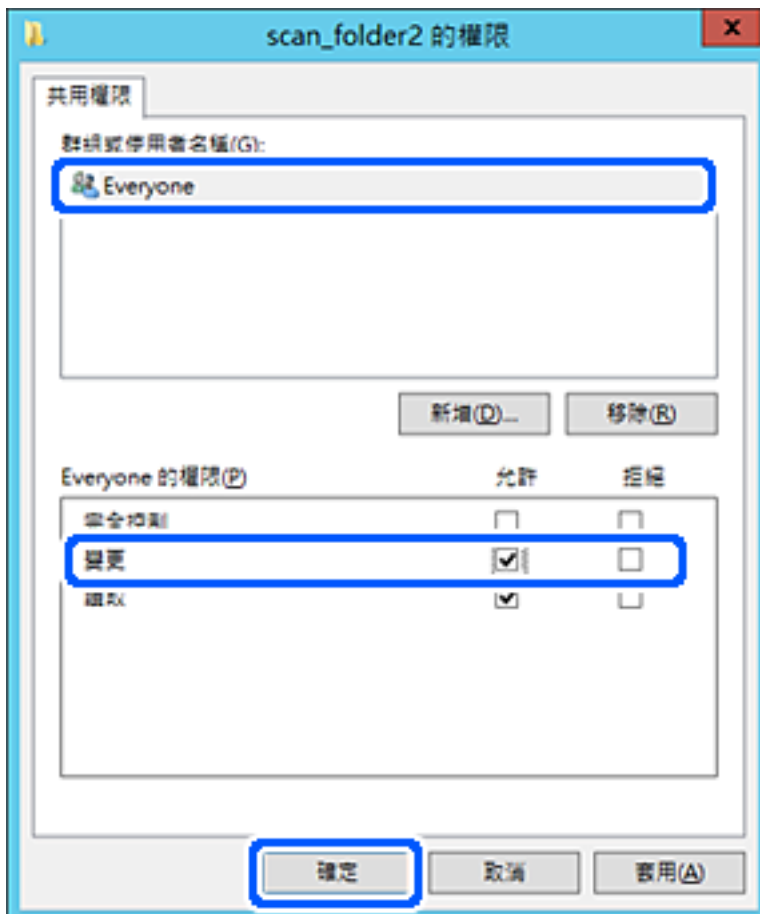 scan_folder2 的權限
共用權限
群組或使用者名稱(G):
Everyone
新增(D)... 移除(R)
Everyone 的權限(P) 允許 拒絕
完全控制
變更
讀取
確定 取消 套用(A)